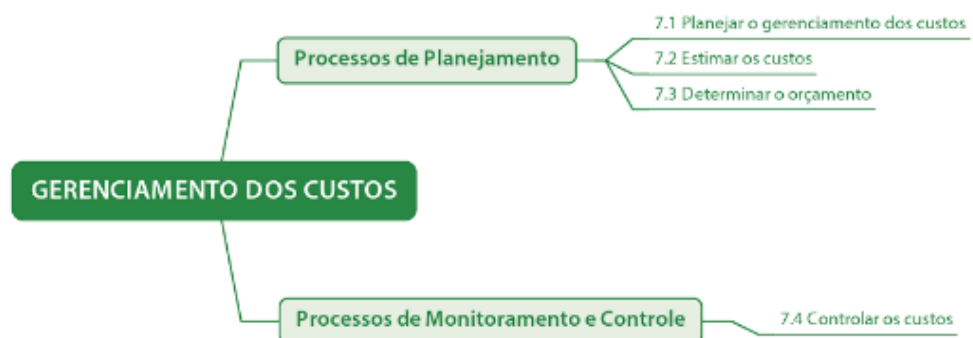 7.1 Planejar o gerenciamento dos custos
Processos de Planejamento
7.2 Estimar os custos
7.3 Determinar o orçamento
GERENCIAMENTO DOS CUSTOS
Processos de Monitoramento e Controle
7.4 Controlar os custos